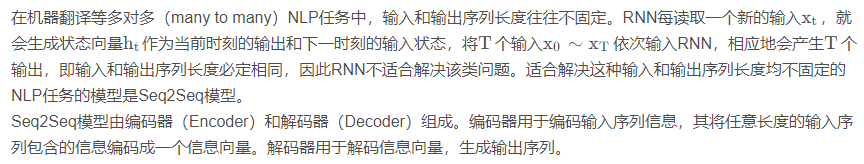 在机器翻译等多对多（many to many）NLP任务中，输入和输出序列长度往往不固定。RNN每读取一个新的输入xt，就
会生成状态向量ht作为当前时刻的输出和下一时刻的输入状态，将T个输入x0 ∼ xT依次输入RNN，相应地会产生T个
输出，即输入和输出序列长度必定相同，因此RNN不适合解决该类问题。适合解决这种输入和输出序列长度均不固定的
NLP任务的模型是Seq2Seq模型。
Seq2Seq模型由编码器（Encoder）和解码器（Decoder）组成。编码器用于编码输入序列信息，其将任意长度的输入序
列包含的信息编码成一个信息向量。解码器用于解码信息向量，生成输出序列。